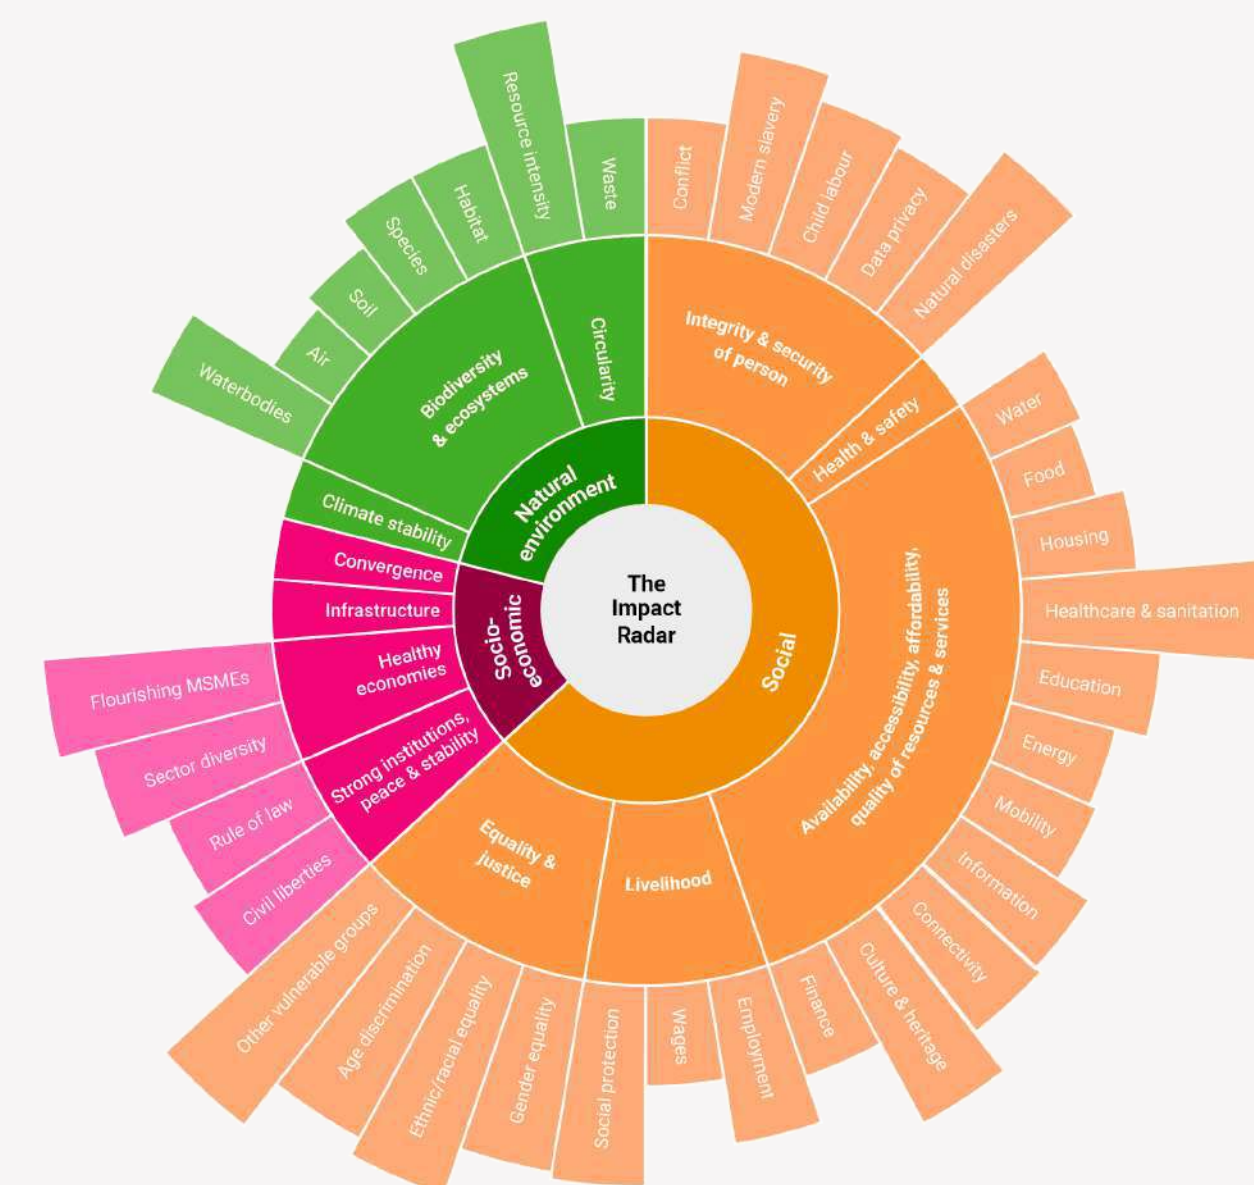 The
Impact
Radar
Social
Integrity & security
of person
Conflict
Modern slavery
Child labour
Data privacy
Natural disasters
Health & safety
Availability, accessibility, affordability,
quality of resources & services
Water
Food
Housing
Healthcare & sanitation
Education
Energy
Mobility
Information
Connectivity
Culture & heritage
Finance
Livelihood
Employment
Wages
Social protection
Equality &
justice
Gender equality
Ethnic/racial equality
Age discrimination
Other vulnerable groups
Socio-
economic
Strong institutions,
peace & stability
Civil liberties
Rule of law
Healthy
economies
Sector diversity
Flourishing MSMEs
Infrastructure
Convergence
Natural
environment
Climate stability
Biodiversity
& ecosystems
Waterbodies
Air
Soil
Species
Habitat
Circularity
Resource intensity
Waste